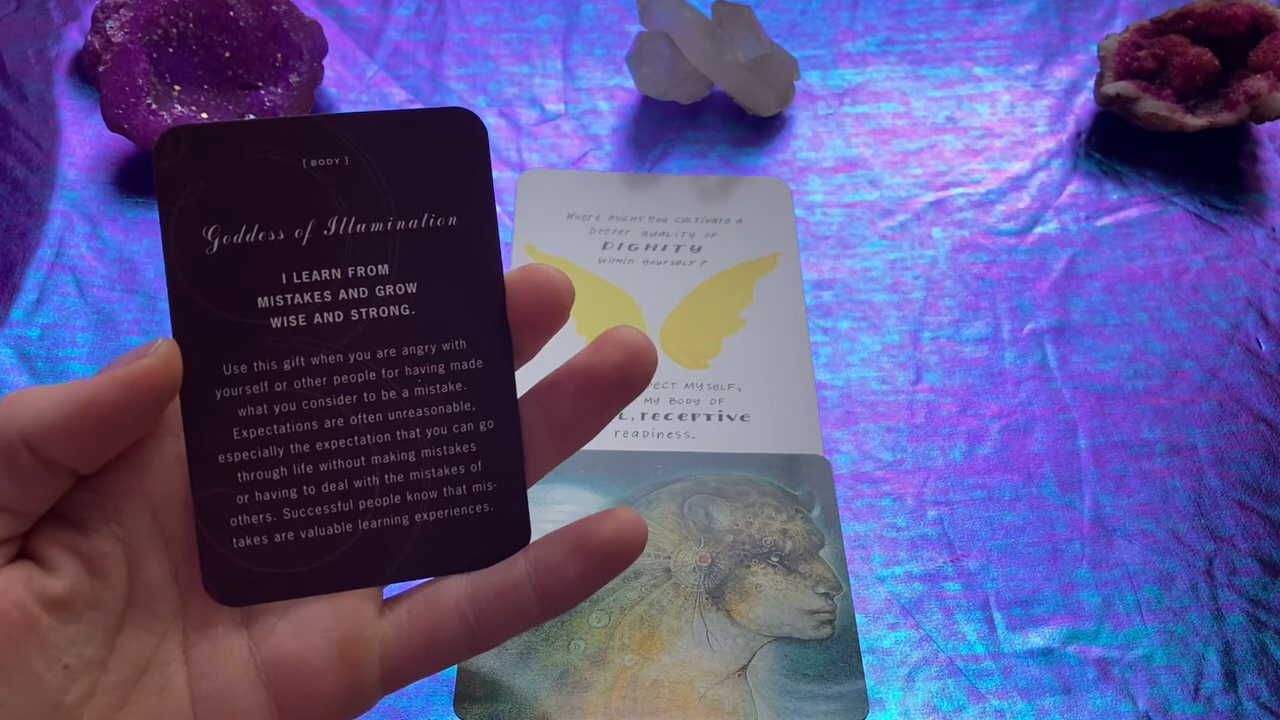 [ BODY ]
Goddess of Illumination
I LEARN FROM
MISTAKES AND GROW
WISE AND STRONG.
Use this gift when you are angry with
yourself or other people for having made
what you consider to be a mistake.
Expectations are often unreasonable,
especially the expectation that you can go
through life without making mistakes
or having to deal with the mistakes of
others. Successful people know that mis-
takes are valuable learning experiences.
Where might you cultivate a
Deeper quality of
DIGNITY
within yourself?
MYSELF,
MY BODY OF
receptive
readiness.